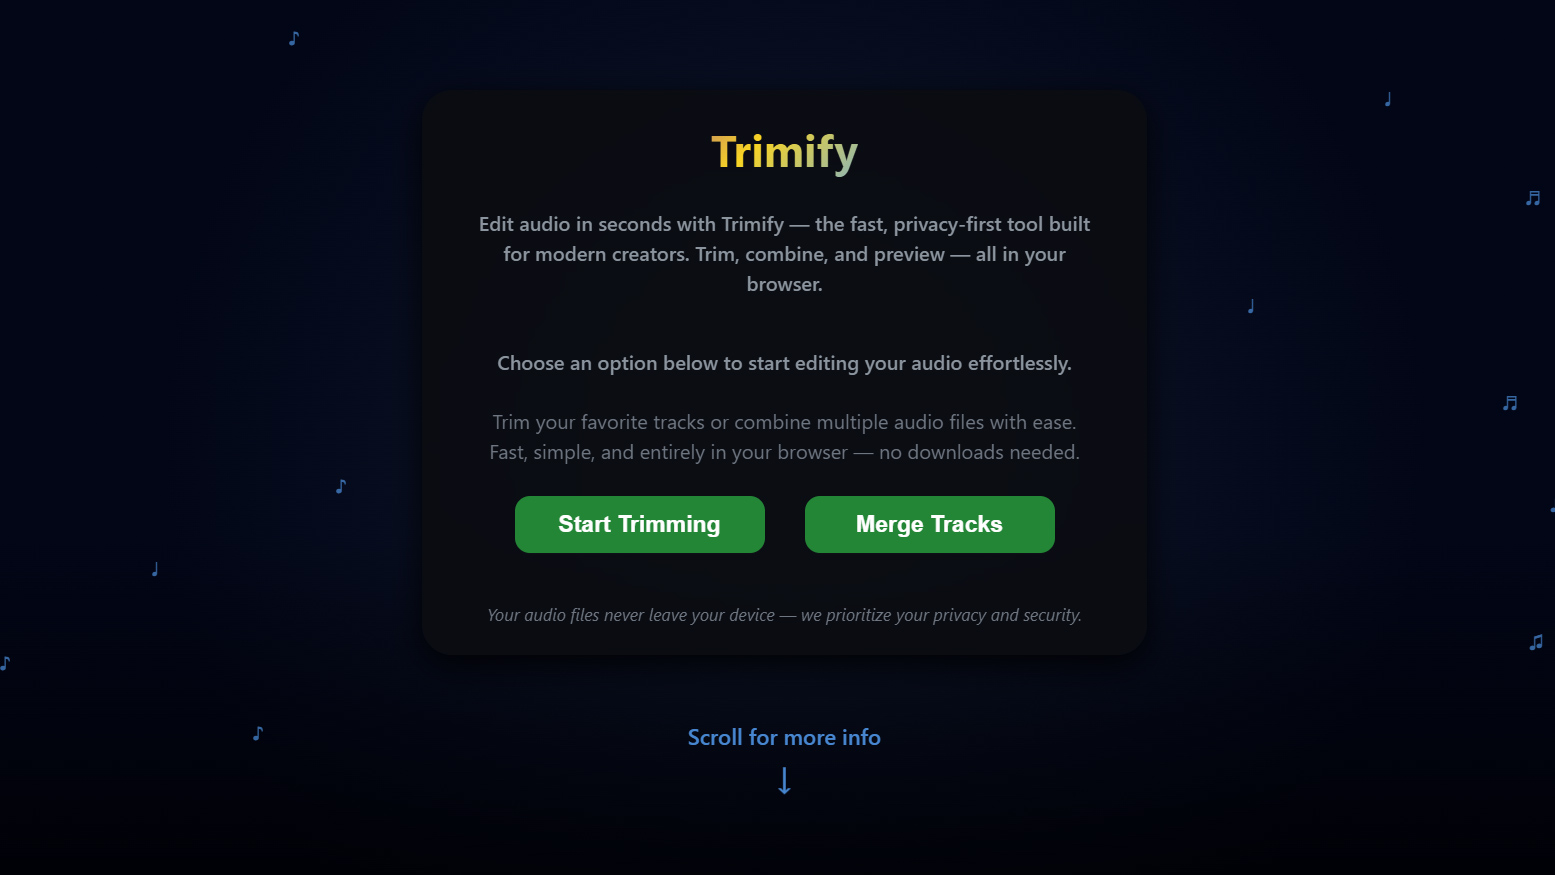 Trimify
Edit audio in seconds with Trimify — the fast, privacy-first tool built
for modern creators. Trim, combine, and preview — all in your
browser.
Choose an option below to start editing your audio effortlessly.
Trim your favorite tracks or combine multiple audio files with ease.
Fast, simple, and entirely in your browser — no downloads needed.
Start Trimming
Merge Tracks
Your audio files never leave your device — we prioritize your privacy and security.
Scroll for more info
↓